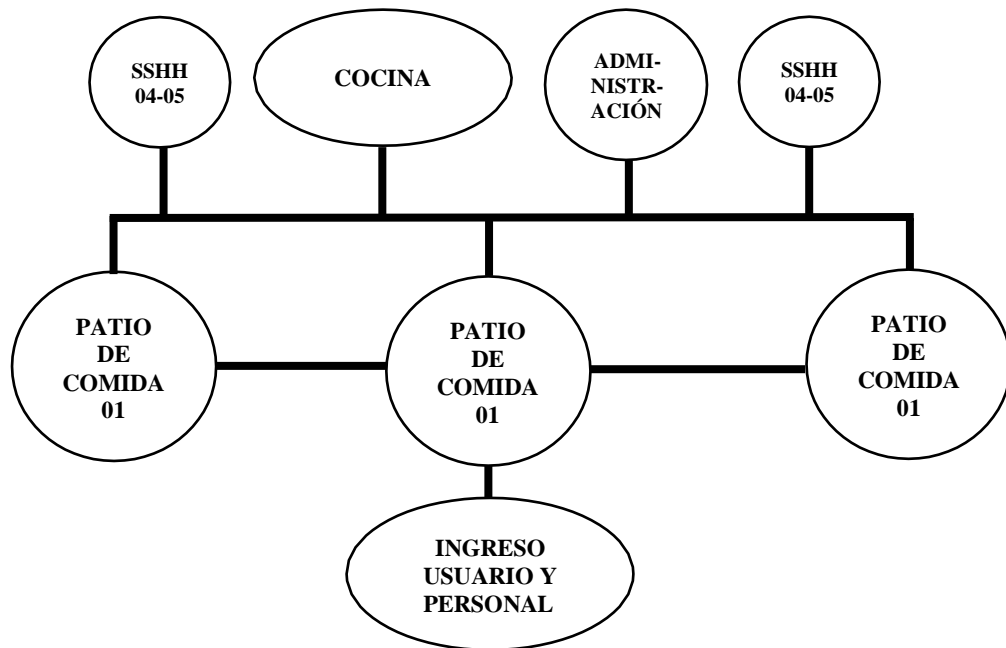 SSHH
04-05
COCINA
ADMI-
NISTR-
ACIÓN
SSHH
04-05
PATIO
DE
COMIDA
01
PATIO
DE
COMIDA
01
PATIO
DE
COMIDA
01
INGRESO
USUARIO Y
PERSONAL